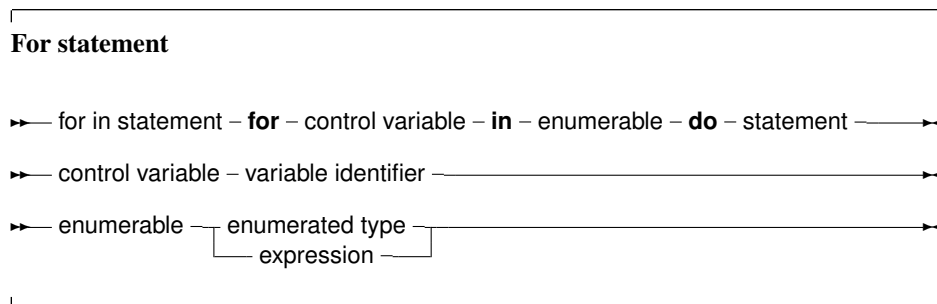 For statement
for in statement – for – control variable – in – enumerable – do – statement
control variable – variable identifier
enumerable – enumerated type
expression